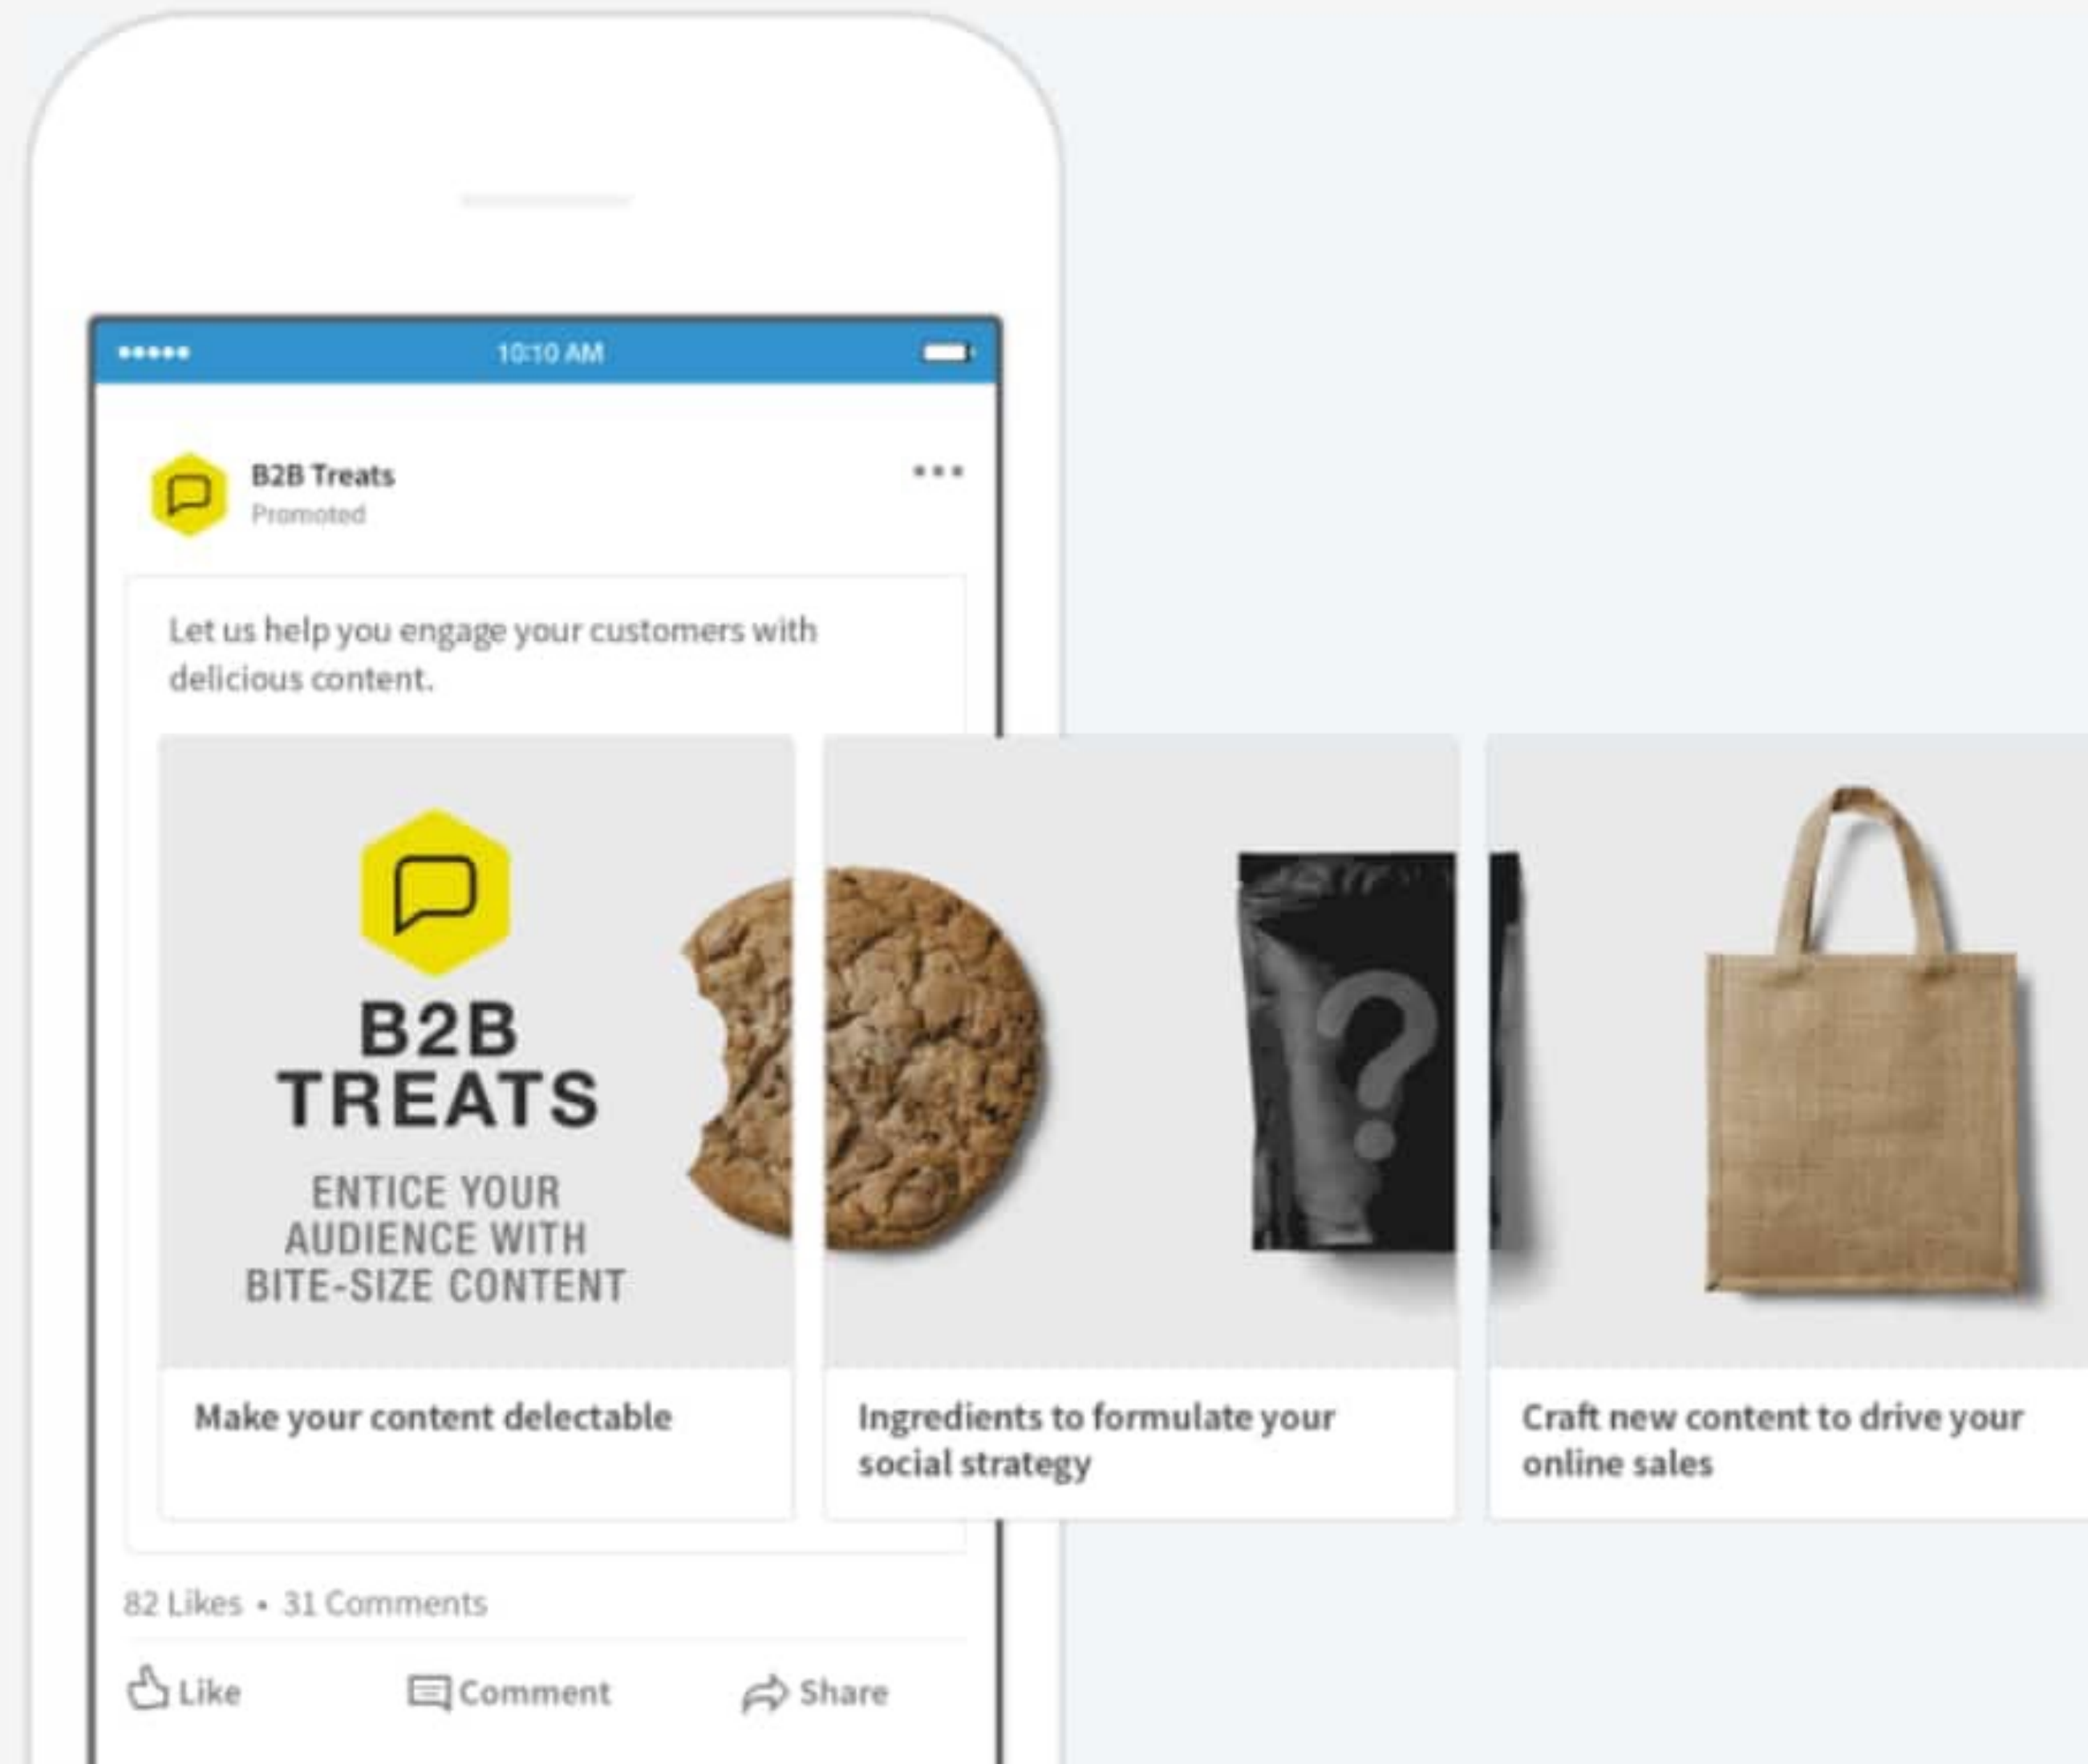 10:10 AM
B2B Treats
Promoted
Let us help you engage your customers with
delicious content.
B2B
TREATS
ENTICE YOUR
AUDIENCE WITH
BITE-SIZE CONTENT
?
Make your content delectable
Ingredients to formulate your
social strategy
Craft new content to drive your
online sales
82 Likes • 31 Comments
Like
Comment
Share